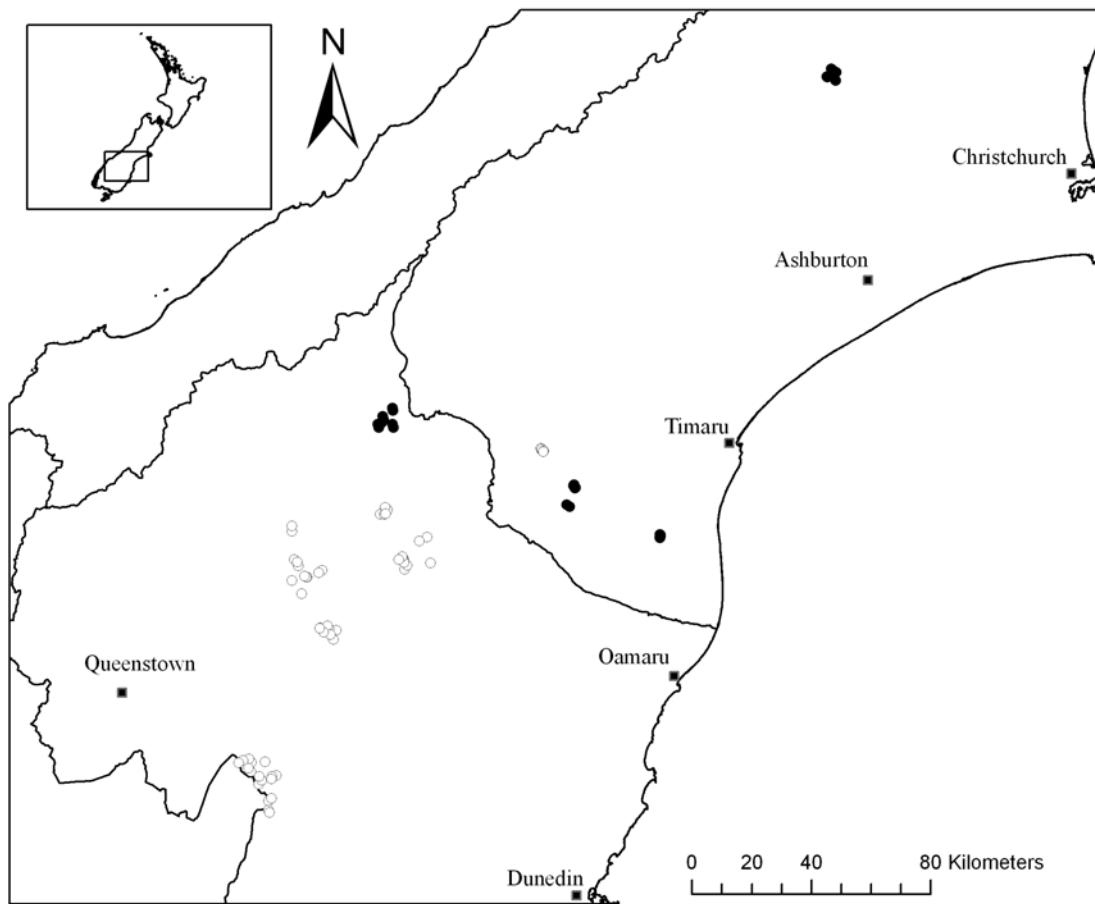 N
Christchurch
Ashburton
Timaru
Oamaru
Queenstown
0 20 40 80 Kilometers
Dunedin